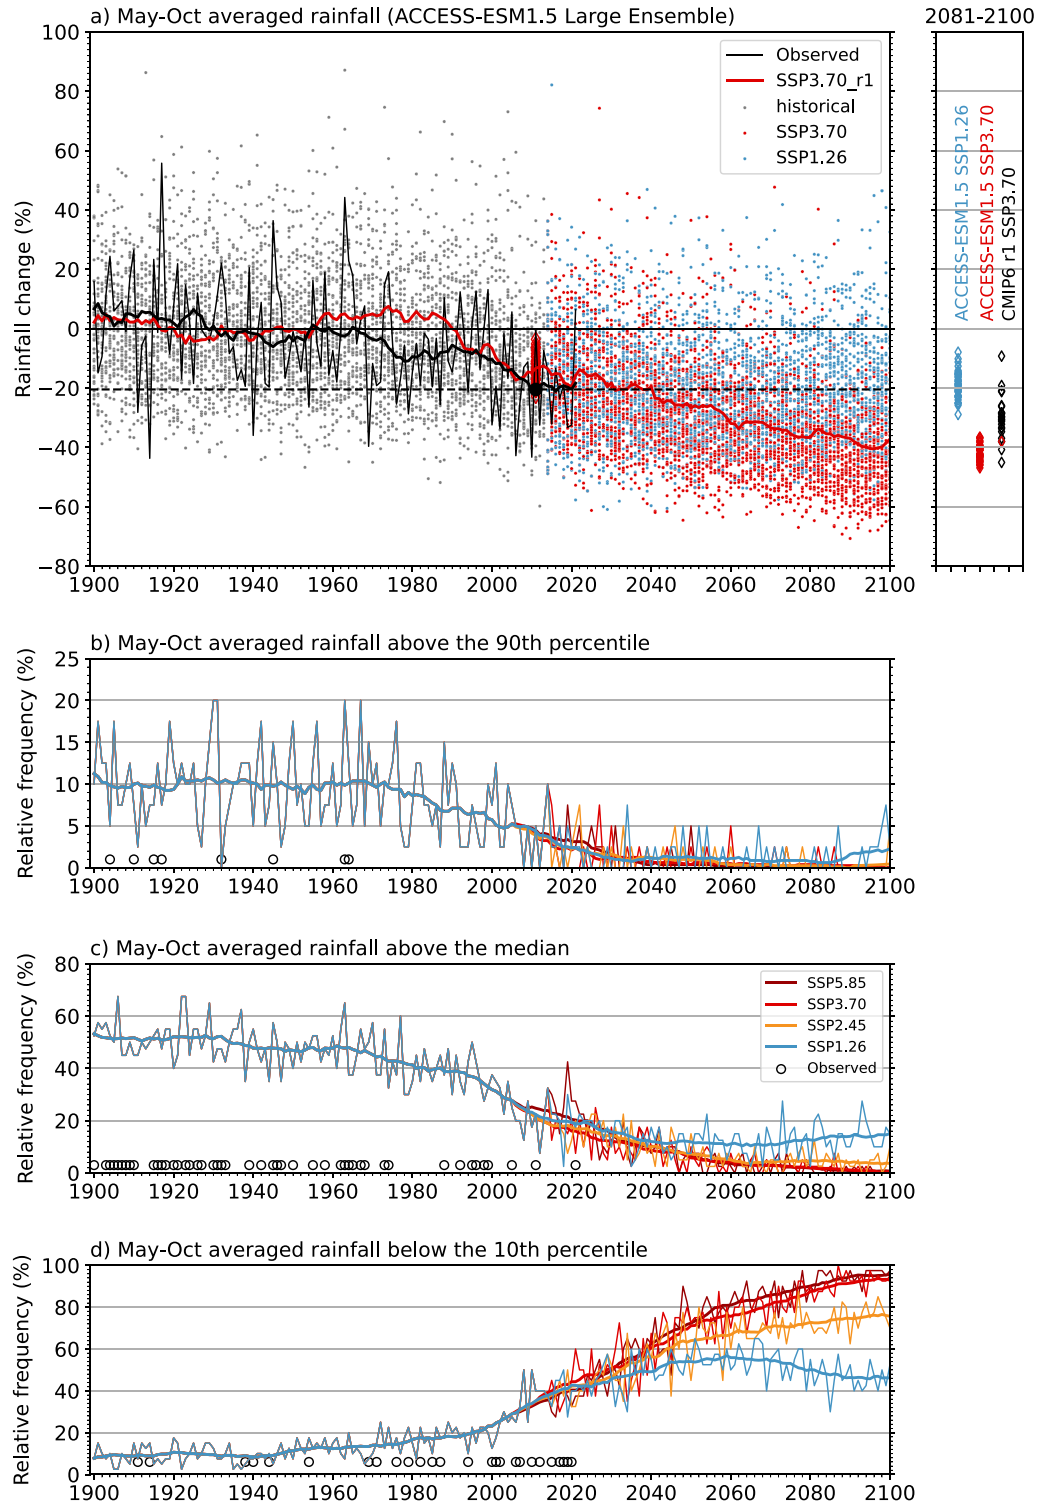 a) May-Oct averaged rainfall (ACCESS-ESM1.5 Large Ensemble)
2081-2100
Rainfall change (%)
100
80
60
40
20
0
−20
−40
−60
−80
Observed
SSP3.70_r1
historical
SSP3.70
SSP1.26
ACCESS-ESM1.5 SSP1.26
ACCESS-ESM1.5 SSP3.70
CMIP6 r1 SSP3.70
1900 1920 1940 1960 1980 2000 2020 2040 2060 2080 2100
b) May-Oct averaged rainfall above the 90th percentile
Relative frequency (%)
25
20
15
10
5
0
1900 1920 1940 1960 1980 2000 2020 2040 2060 2080 2100
c) May-Oct averaged rainfall above the median
Relative frequency (%)
80
60
40
20
0
SSP5.85
SSP3.70
SSP2.45
SSP1.26
Observed
1900 1920 1940 1960 1980 2000 2020 2040 2060 2080 2100
d) May-Oct averaged rainfall below the 10th percentile
Relative frequency (%)
100
80
60
40
20
0
1900 1920 1940 1960 1980 2000 2020 2040 2060 2080 2100